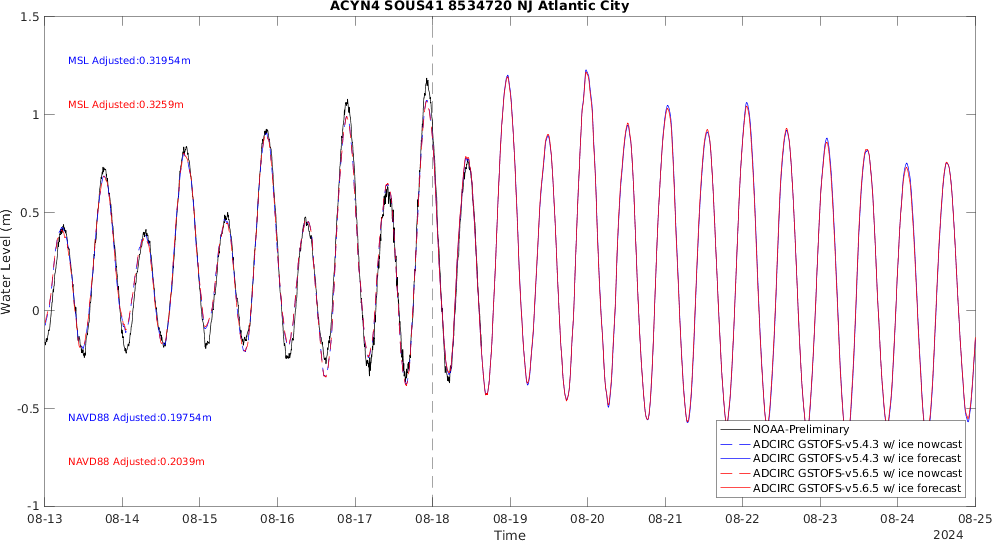 ACYN4 SOUS41 8534720 NJ Atlantic City
1.5
MSL Adjusted:0.31954m
MSL Adjusted:0.3259m
1
0.5
Water Level (m)
0
-0.5
NAVD88 Adjusted:0.19754m
NAVD88 Adjusted:0.2039m
NOAA-Preliminary
ADCIRC GSTOFS-v5.4.3 w/ ice nowcast
ADCIRC GSTOFS-v5.4.3 w/ ice forecast
ADCIRC GSTOFS-v5.6.5 w/ ice nowcast
ADCIRC GSTOFS-v5.6.5 w/ ice forecast
-1
08-13 08-14 08-15 08-16 08-17 08-18 08-19 08-20 08-21 08-22 08-23 08-24 08-25
Time
2024